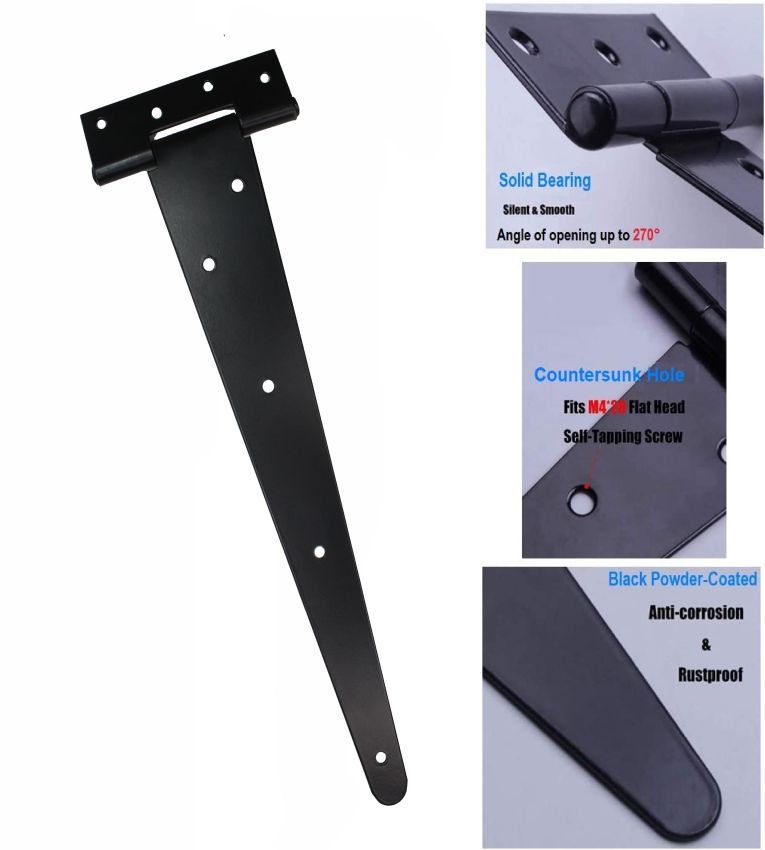 Solid Bearing
Silent & Smooth
Angle of opening up to 270°
Countersunk Hole
Fits M4*20 Flat Head
Self-Tapping Screw
Black Powder-Coated
Anti-corrosion
&
Rustproof